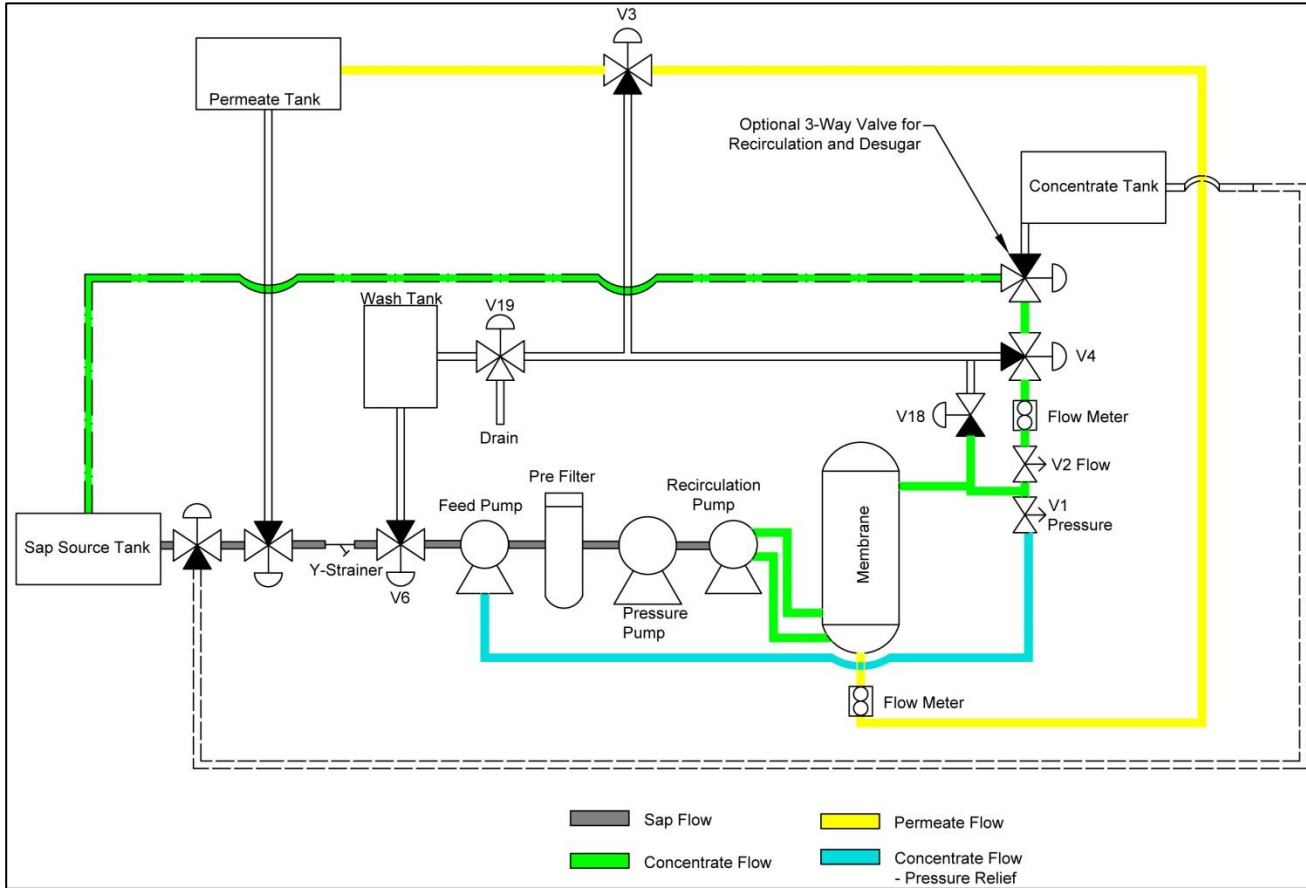 V3
Permeate Tank
Optional 3-Way Valve for
Recirculation and Desugar
Concentrate Tank
Wash Tank
V19
V4
V18
Flow Meter
Drain
V2 Flow
Pre Filter
Recirculation
Pump
Feed Pump
V1
Pressure
Sap Source Tank
Membrane
Y-Strainer
V6
Pressure
Pump
Flow Meter
Sap Flow
Permeate Flow
Concentrate Flow
Concentrate Flow
- Pressure Relief